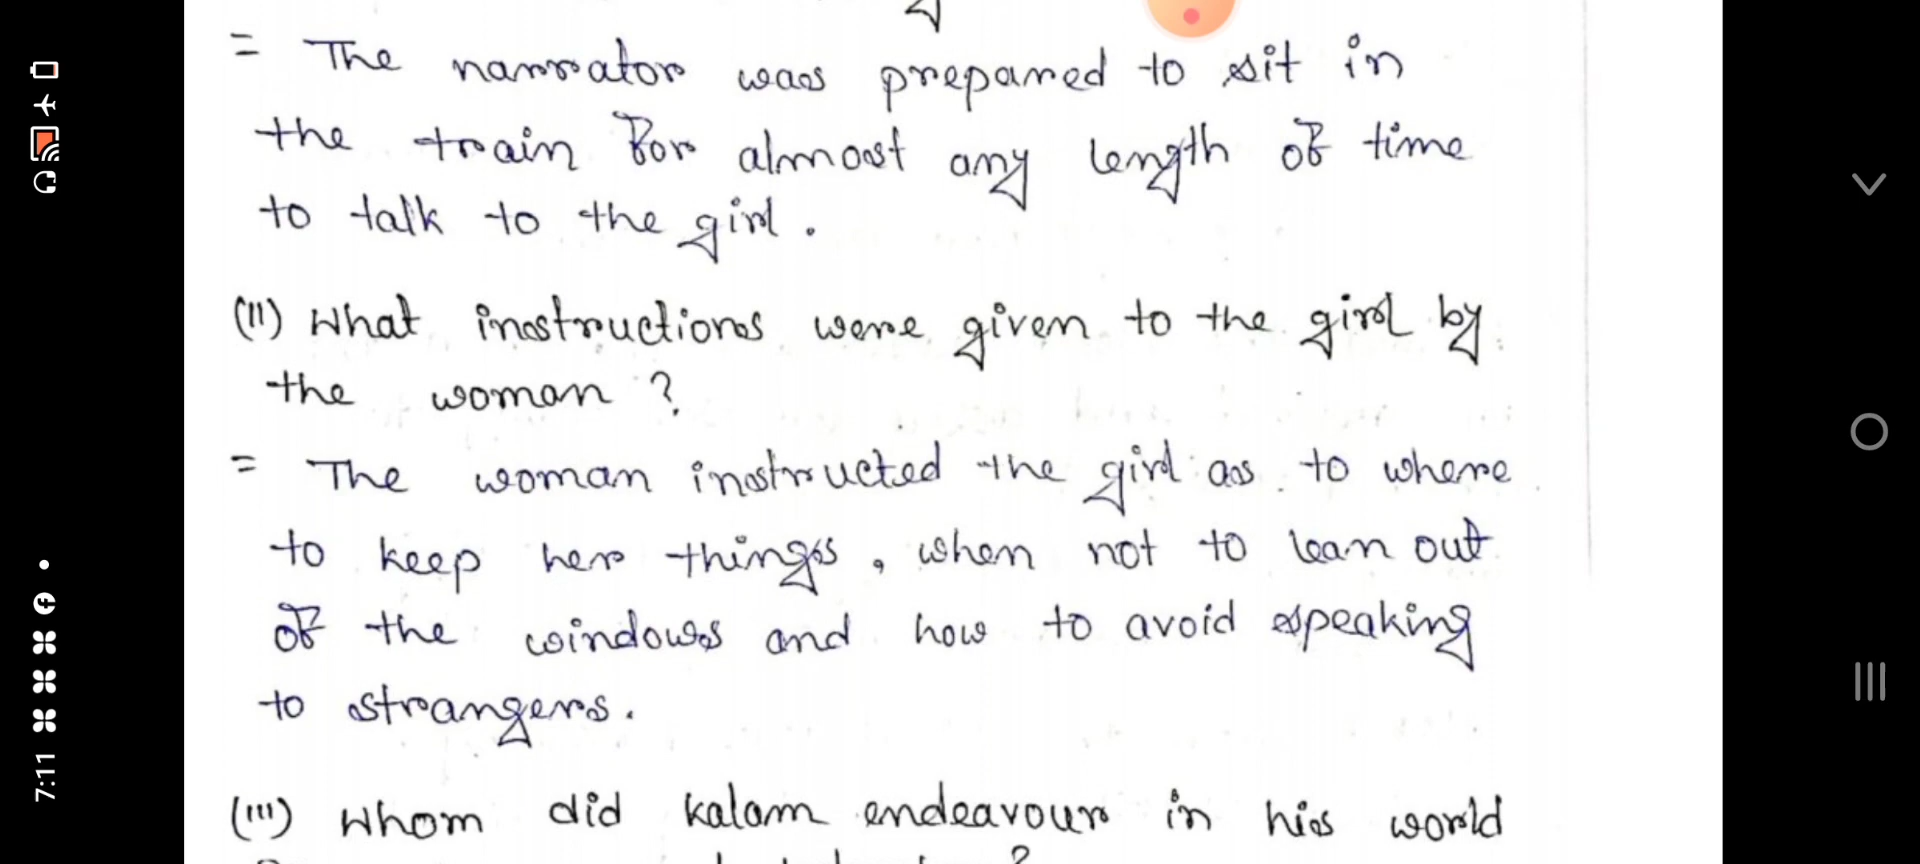 = The narrator was prepared to sit in
the train for almost any length of time
to talk to the girl.
(II) What instructions were given to the girl by
the woman ?
= The woman instructed the girl as to where
to keep her things, when not to lean out
of the windows and how to avoid speaking
to strangers.
(III) Whom did kalam endeavour in his world
7:11